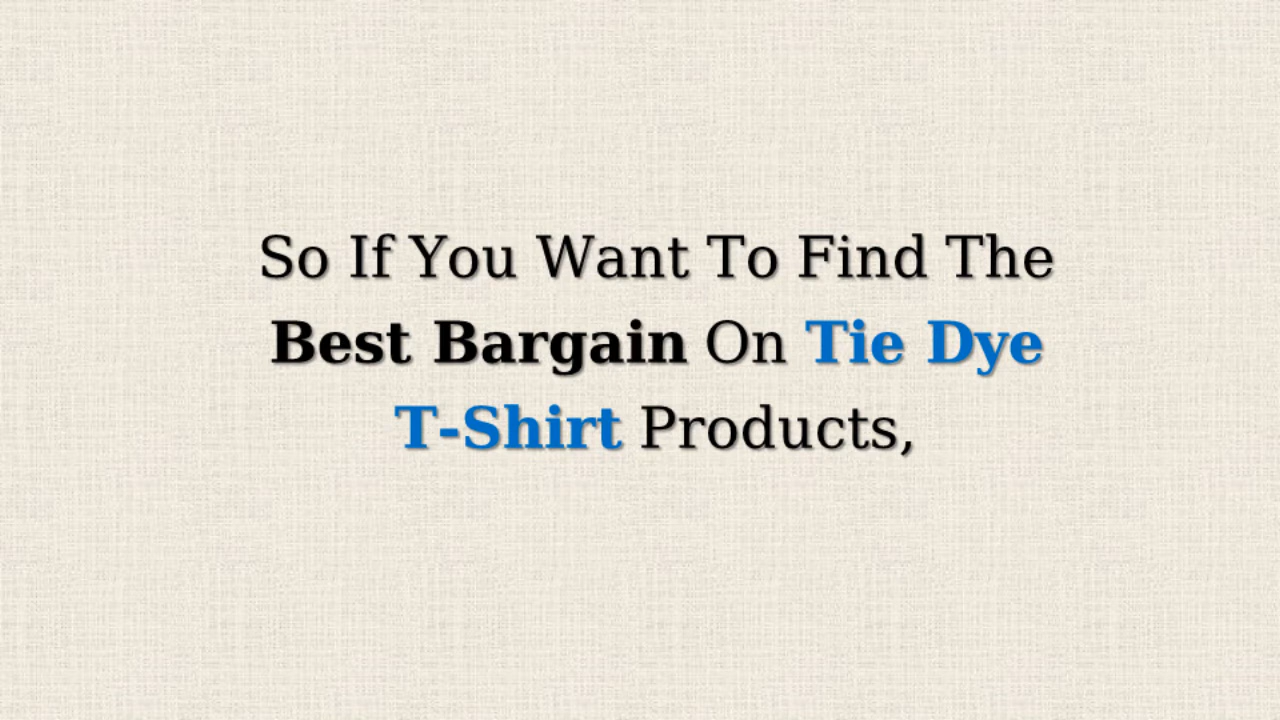 So If You Want To Find The
Best Bargain On Tie Dye
T-Shirt Products,